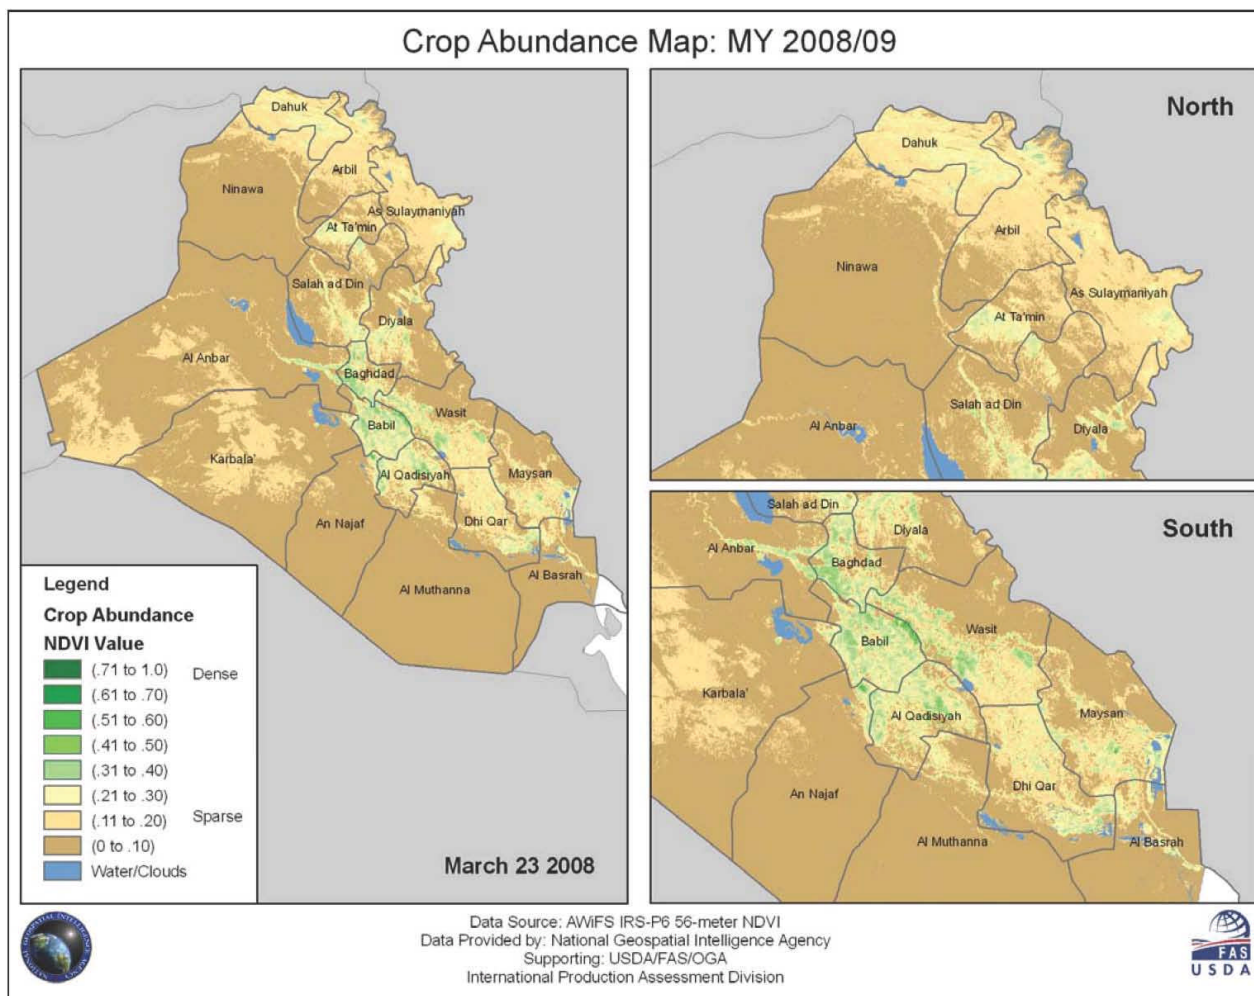 Crop Abundance Map: MY 2008/09
Dahuk
Arbil
Ninawa
As Sulaymaniyah
At Ta'min
Salah ad Din
Diyala
Al Anbar
Baghdad
Wasit
Babil
Karbala'
Al Qadisiyah
Maysan
An Najaf
Dhi Qar
Al Basrah
Al Muthanna
Legend
Crop Abundance
NDVI Value
(.71 to 1.0)
Dense
(.61 to .70)
(.51 to .60)
(.41 to .50)
(.31 to .40)
(.21 to .30)
(.11 to .20)
Sparse
(0 to .10)
Water/Clouds
March 23 2008
North
Dahuk
Arbil
Ninawa
As Sulaymaniyah
At Ta'min
Salah ad Din
Al Anbar
Diyala
South
Salah ad Din
Diyala
Al Anbar
Baghdad
Wasit
Babil
Karbala'
Maysan
Al Qadisiyah
Dhi Qar
An Najaf
Al Muthanna
Al Basrah
NATIONAL GEOSPATIAL-INTELLIGENCE AGENCY
Data Source: AWiFS IRS-P6 56-meter NDVI
Data Provided by: National Geospatial Intelligence Agency
Supporting: USDA/FAS/OGA
International Production Assessment Division
FAS
USDA